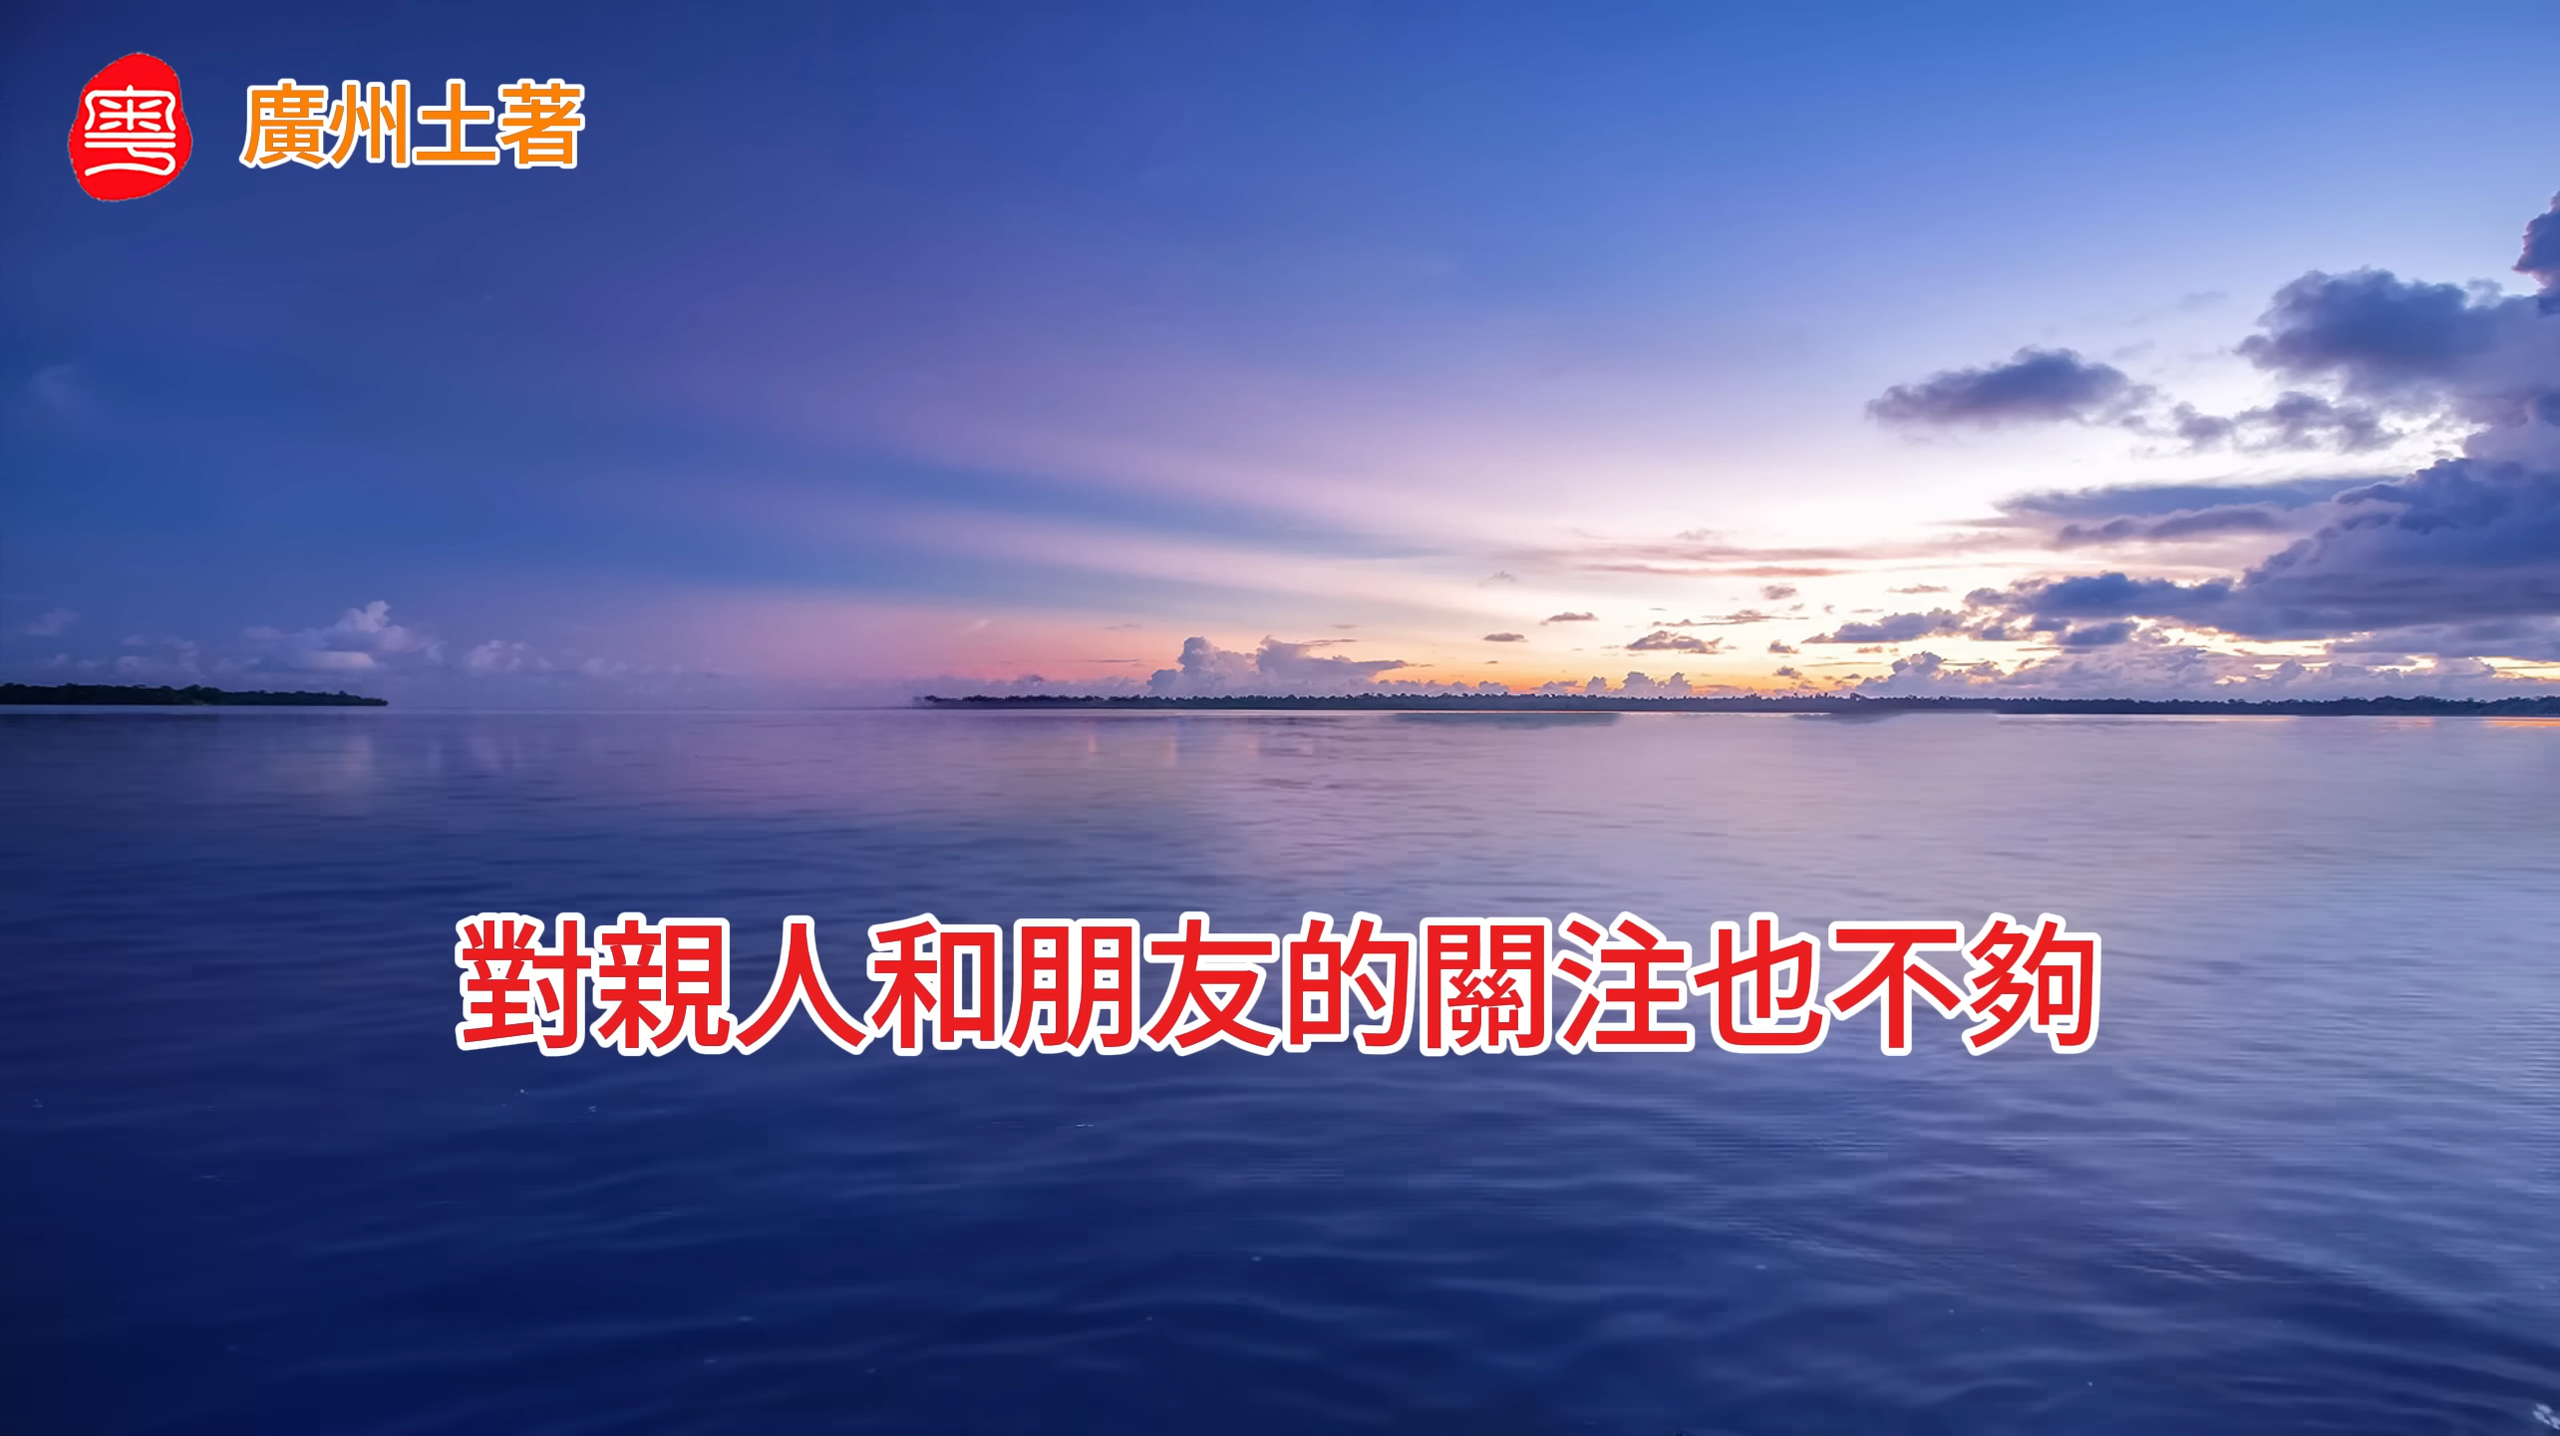 粵
廣州土著
對親人和朋友的關注也不夠